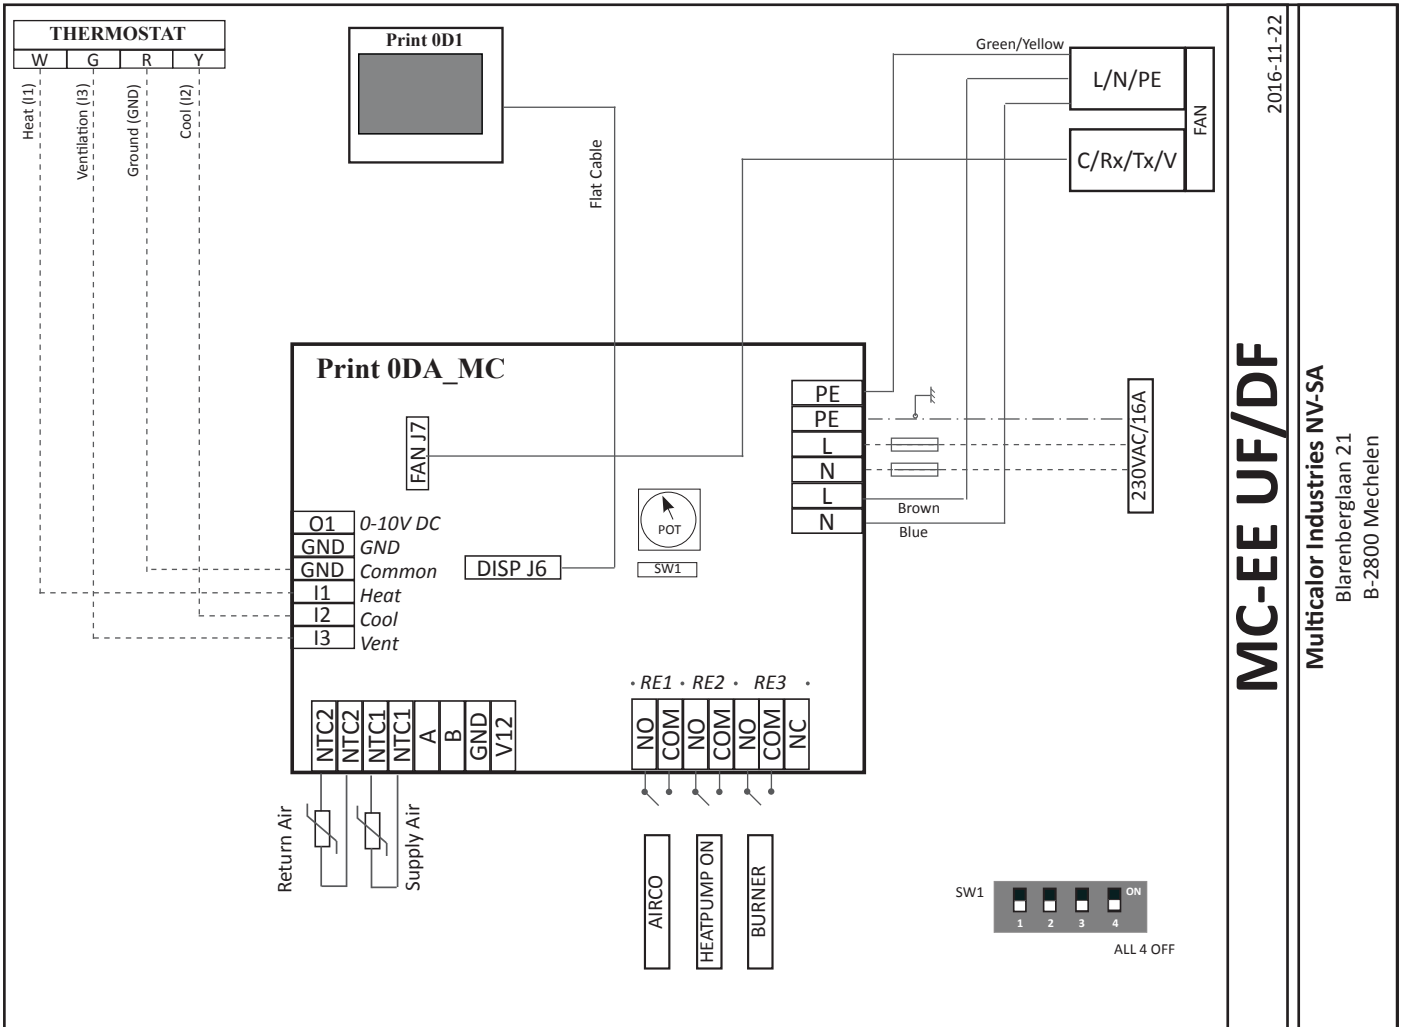 THERMOSTAT
W G R Y
Heat (I1)
Ventilation (I3)
Ground (GND)
Cool (I2)
Print 0D1
Flat Cable
Green/Yellow
L/N/PE
C/Rx/Tx/V
FAN
Print 0DA_MC
FAN J7
O1 0-10V DC
GND GND
GND Common
I1 Heat
I2 Cool
I3 Vent
DISP J6
POT
SW1
PE
PE
L
N
L
N
Brown
Blue
230VAC/16A
NTC2
NTC2
NTC1
NTC1
A
B
GND
V12
Return Air
Supply Air
· RE1 · RE2 · RE3 ·
NO
COM
NO
COM
NO
COM
NC
AIRCO
HEATPUMP ON
BURNER
SW1
ON
1 2 3 4
ALL 4 OFF
MC-EE UF/DF
2016-11-22
Multicalor Industries NV-SA
Blarenberglaan 21
B-2800 Mechelen